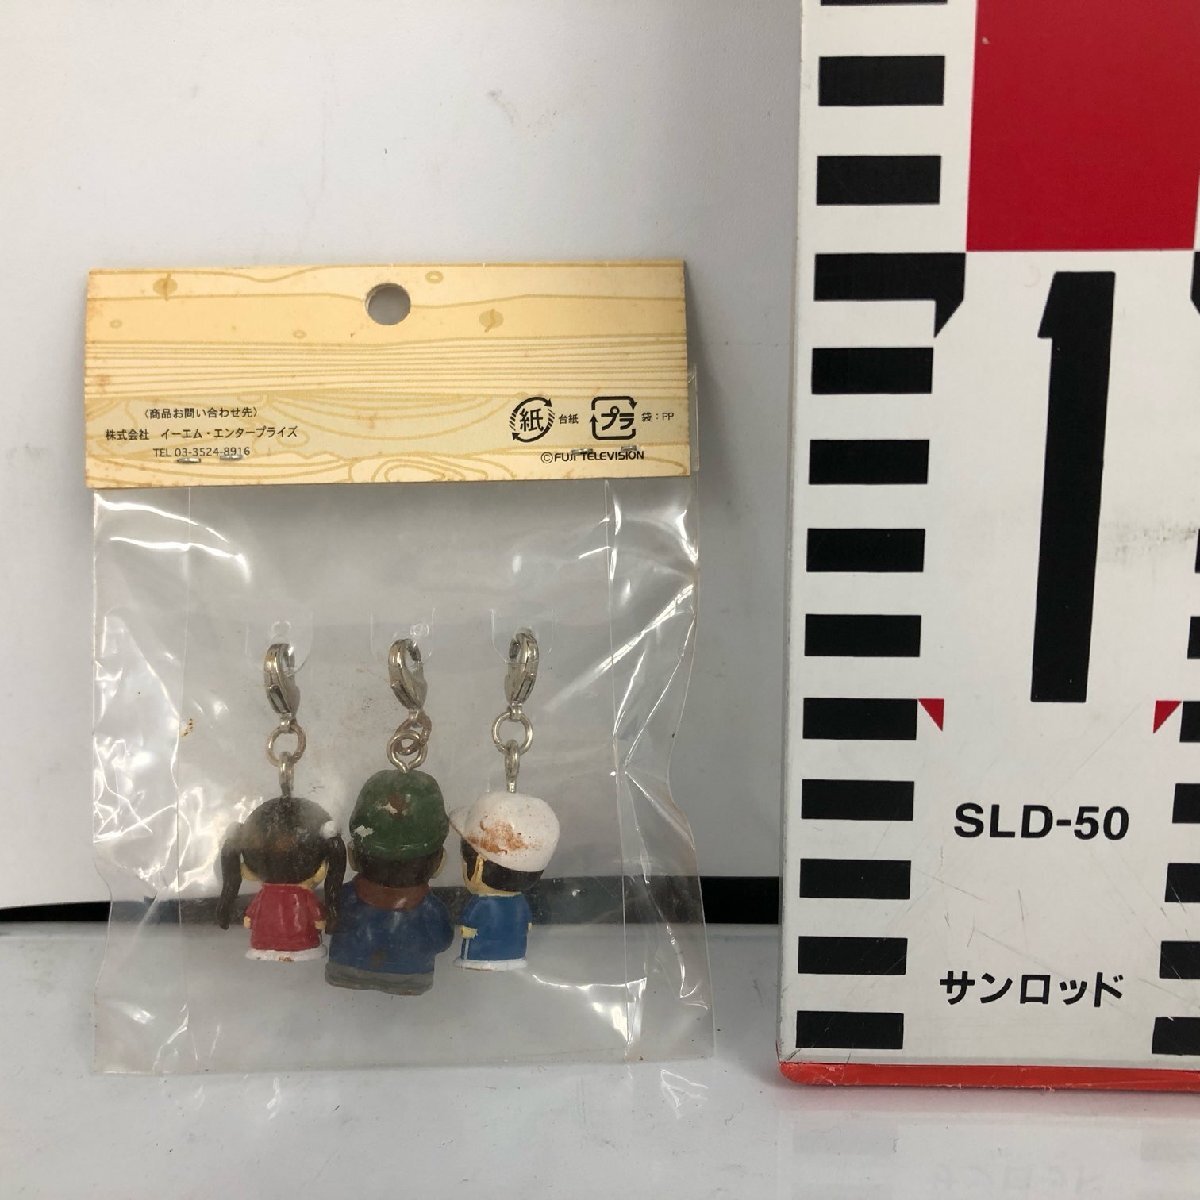 〈商品お問い合わせ先〉
株式会社 イーエム・エンタープライズ
TEL 03-3524-8916
紙 台紙 プラ 袋：PP
©FUJI TELEVISION
1
SLD-50
サンロッド